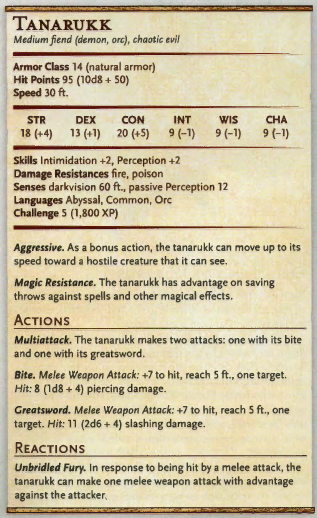 TANARUKK
Medium fiend (demon, orc), chaotic evil
Armor Class 14 (natural armor)
Hit Points 95 (10d8 + 50)
Speed 30 ft.
STR DEX CON INT WIS CHA
18 (+4) 13 (+1) 20 (+5) 9 (−1) 9 (−1) 9 (−1)
Skills Intimidation +2, Perception +2
Damage Resistances fire, poison
Senses darkvision 60 ft., passive Perception 12
Languages Abyssal, Common, Orc
Challenge 5 (1,800 XP)
Aggressive. As a bonus action, the tanarukk can move up to its
speed toward a hostile creature that it can see.
Magic Resistance. The tanarukk has advantage on saving
throws against spells and other magical effects.
ACTIONS
Multiattack. The tanarukk makes two attacks: one with its bite
and one with its greatsword.
Bite. Melee Weapon Attack: +7 to hit, reach 5 ft., one target.
Hit: 8 (1d8 + 4) piercing damage.
Greatsword. Melee Weapon Attack: +7 to hit, reach 5 ft., one
target. Hit: 11 (2d6 + 4) slashing damage.
REACTIONS
Unbridled Fury. In response to being hit by a melee attack, the
tanarukk can make one melee weapon attack with advantage
against the attacker.